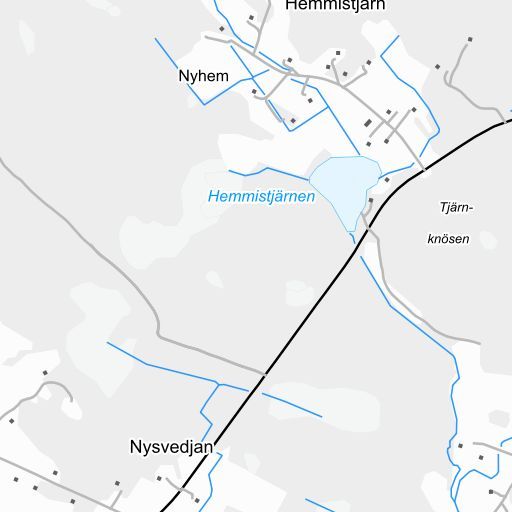 Hemmistjärn
Nyhem
Hemmistjärnen
Tjärn-
knösen
Nysvedjan